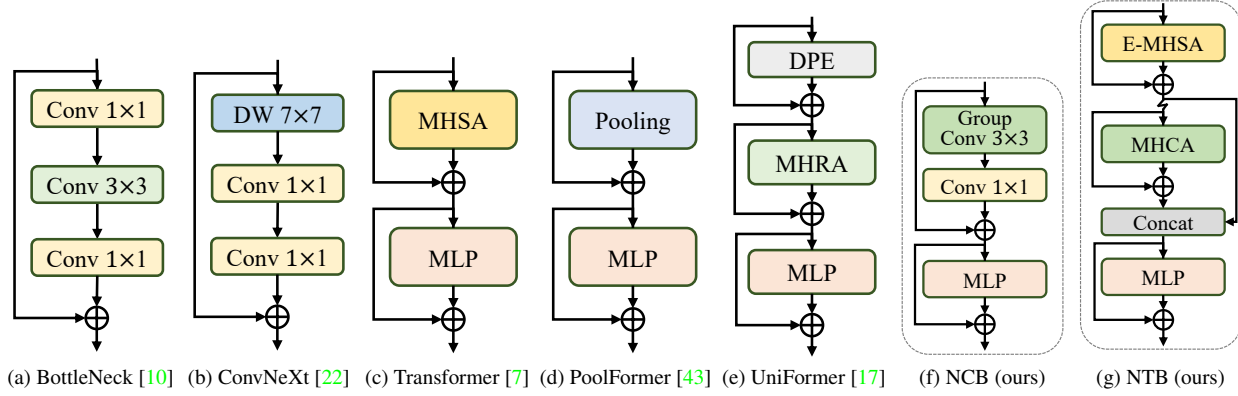 Conv 1×1
Conv 3×3
Conv 1×1
(a) BottleNeck [10]
DW 7×7
Conv 1×1
Conv 1×1
(b) ConvNeXt [22]
MHSA
MLP
(c) Transformer [7]
Pooling
MLP
(d) PoolFormer [43]
DPE
MHRA
MLP
(e) UniFormer [17]
Group
Conv 3×3
Conv 1×1
MLP
(f) NCB (ours)
E-MHSA
MHCA
Concat
MLP
(g) NTB (ours)